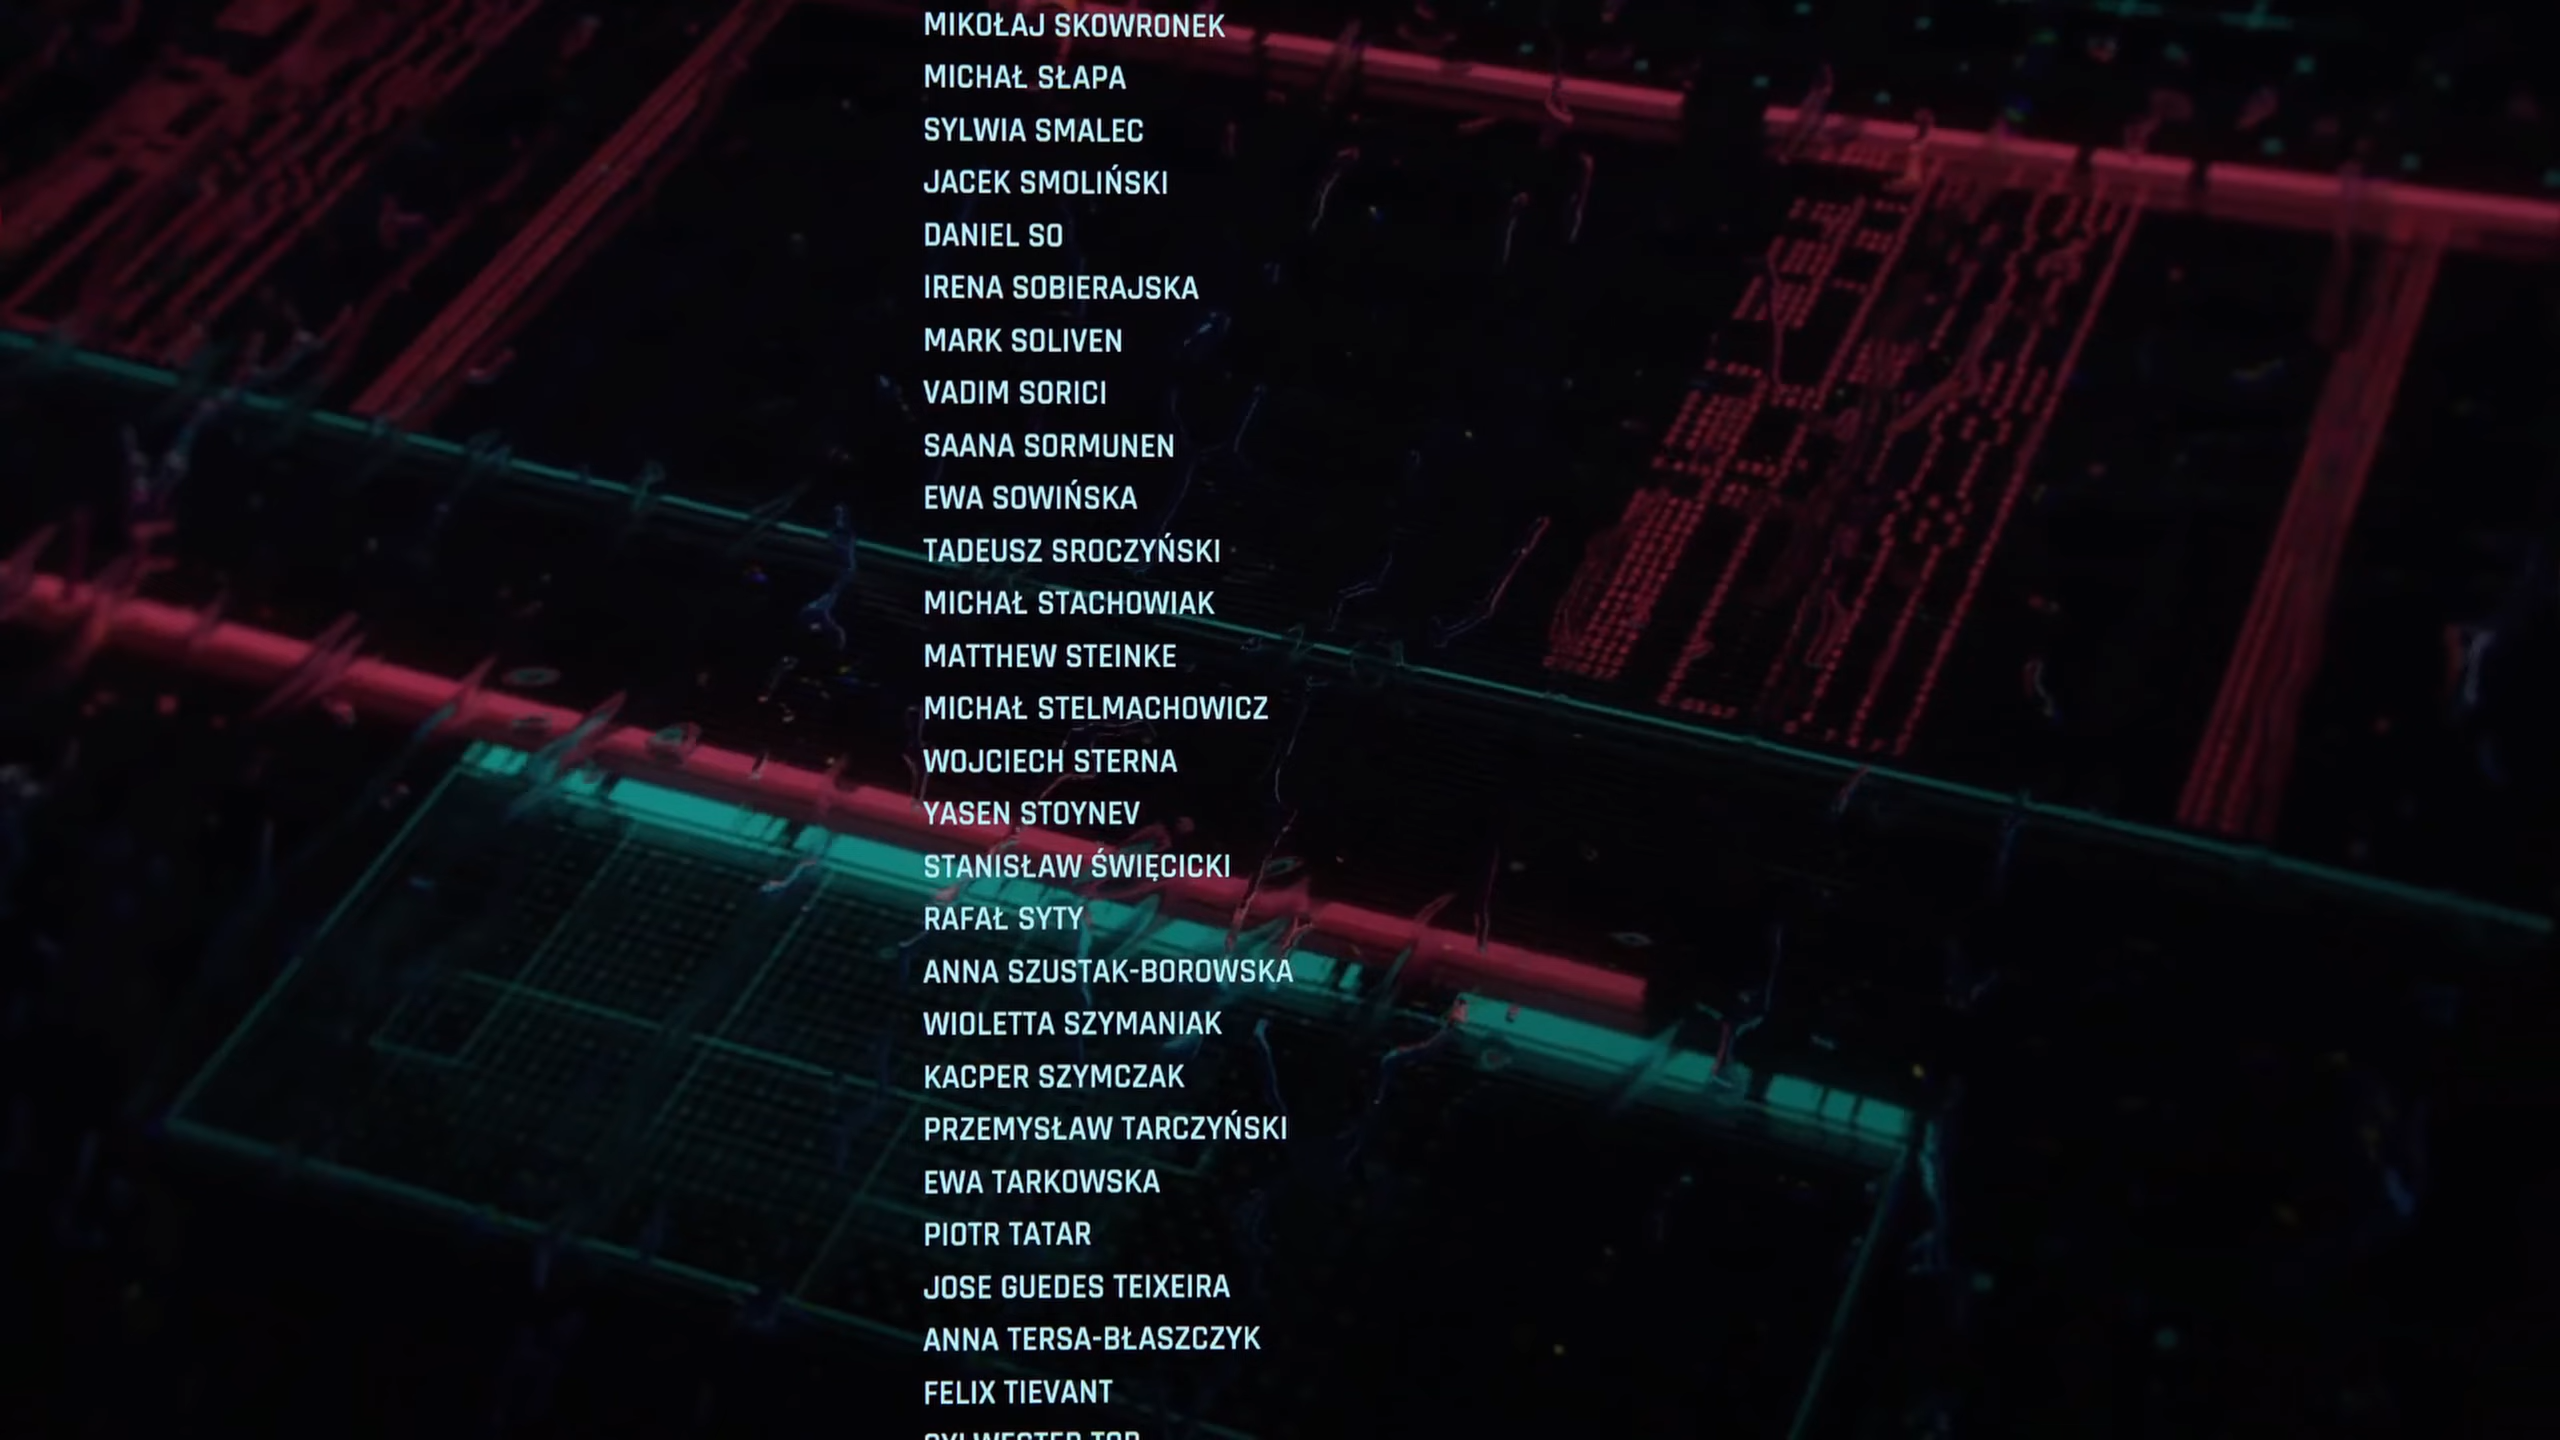 MIKOŁAJ SKOWRONEK
MICHAŁ SŁAPA
SYLWIA SMALEC
JACEK SMOLIŃSKI
DANIEL SO
IRENA SOBIERAJSKA
MARK SOLIVEN
VADIM SORICI
SAANA SORMUNEN
EWA SOWIŃSKA
TADEUSZ SROCZYŃSKI
MICHAŁ STACHOWIAK
MATTHEW STEINKE
MICHAŁ STELMACHOWICZ
WOJCIECH STERNA
YASEN STOYNEV
STANISŁAW ŚWIĘCICKI
RAFAŁ SYTY
ANNA SZUSTAK-BOROWSKA
WIOLETTA SZYMANIAK
KACPER SZYMCZAK
PRZEMYSŁAW TARCZYŃSKI
EWA TARKOWSKA
PIOTR TATAR
JOSE GUEDES TEIXEIRA
ANNA TERSA-BŁASZCZYK
FELIX TIEVANT
SYLWESTER